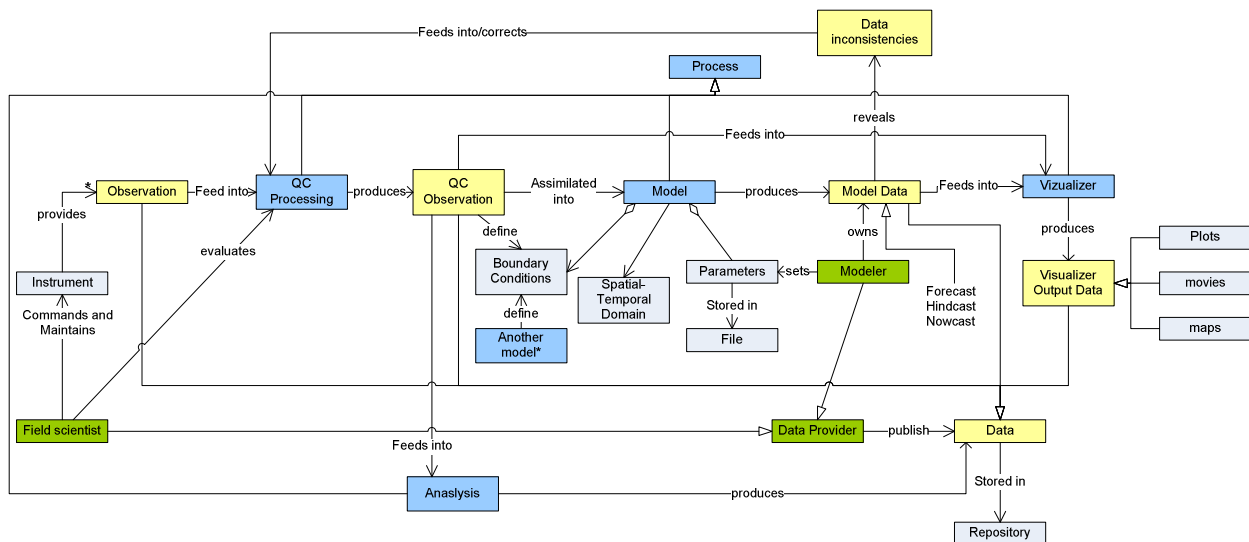 Data
inconsistencies
Feeds into/corrects
Process
reveals
Feeds into
*
Observation
Feed into
QC
Processing
produces
QC
Observation
Assimilated
into
Model
produces
Model Data
Feeds into
Vizualizer
provides
evaluates
define
owns
produces
Plots
Instrument
Boundary
Conditions
Spatial-
Temporal
Domain
Parameters
sets
Modeler
Visualizer
Output Data
movies
Commands and
Maintains
define
Stored in
Forecast
Hindcast
Nowcast
maps
Another
model*
File
Field scientist
Data Provider
publish
Data
Feeds into
Anaslysis
produces
Stored in
Repository